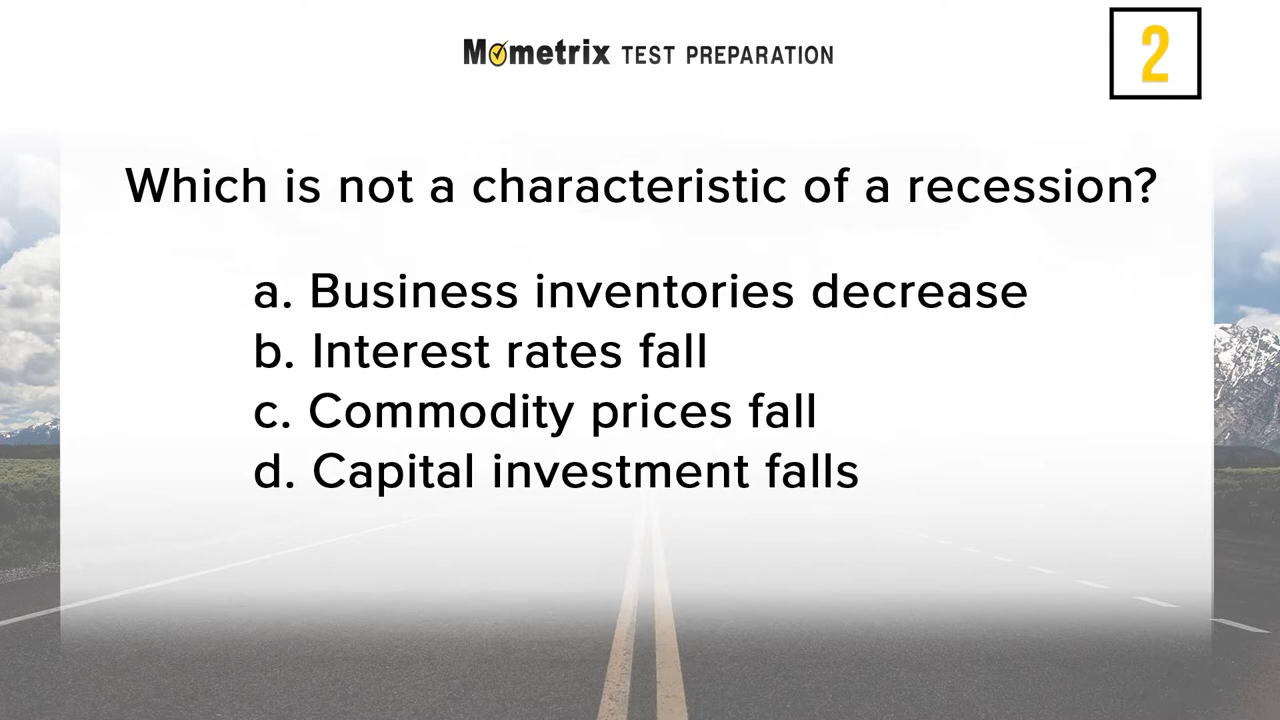 Mometrix TEST PREPARATION
2
Which is not a characteristic of a recession?
a. Business inventories decrease
b. Interest rates fall
c. Commodity prices fall
d. Capital investment falls